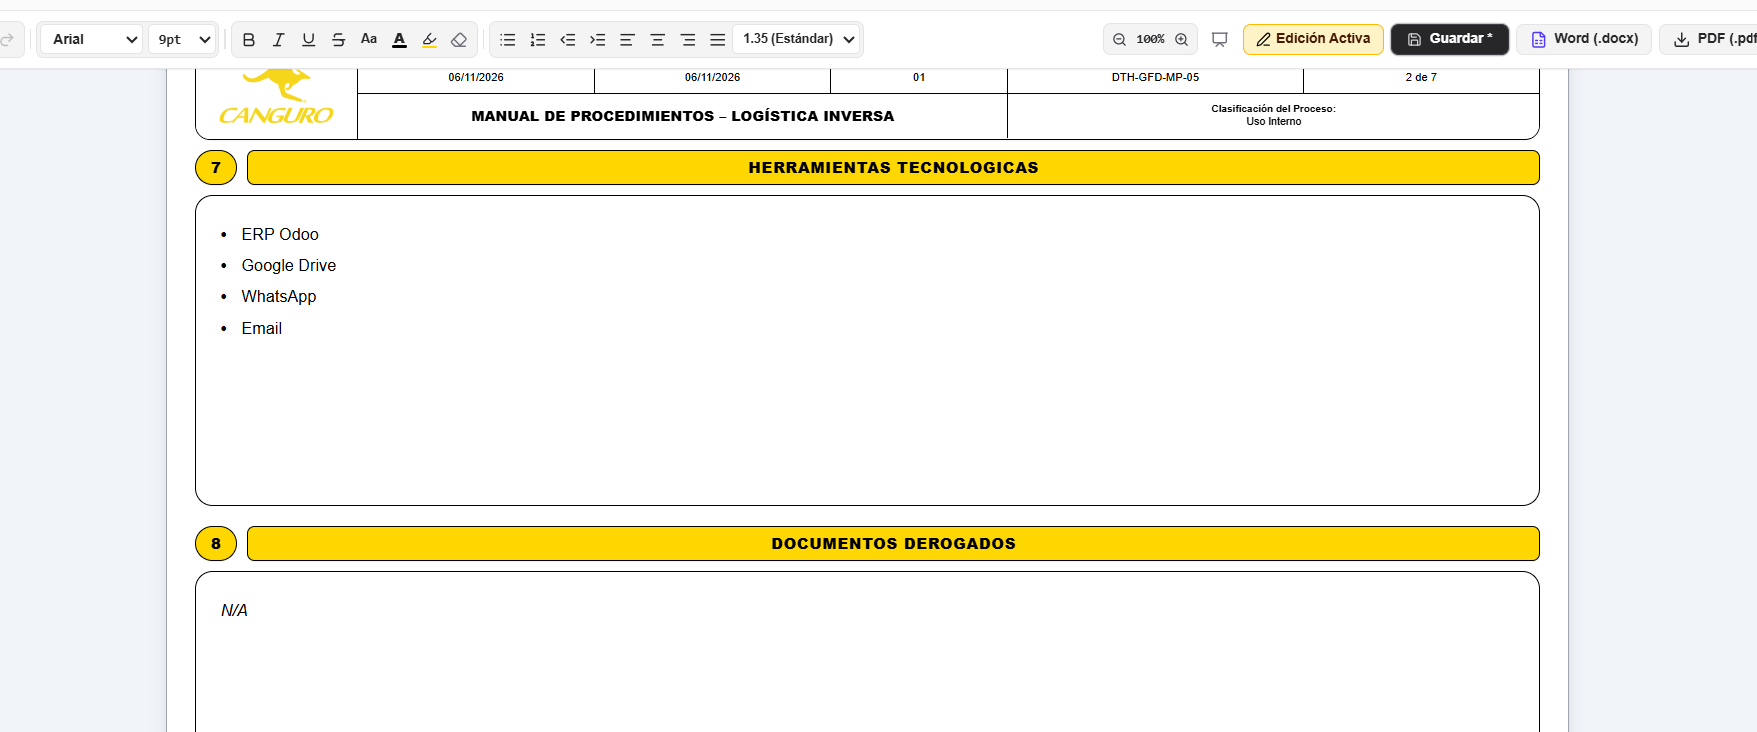 Arial
9pt
B I U S Aa A
1.35 (Estándar)
100%
Edición Activa
Guardar *
Word (.docx)
PDF (.pdf
06/11/2026
06/11/2026
01
DTH-GFD-MP-05
2 de 7
CANGURO
MANUAL DE PROCEDIMIENTOS – LOGÍSTICA INVERSA
Clasificación del Proceso:
Uso Interno
7
HERRAMIENTAS TECNOLOGICAS
• ERP Odoo
• Google Drive
• WhatsApp
• Email
8
DOCUMENTOS DEROGADOS
N/A